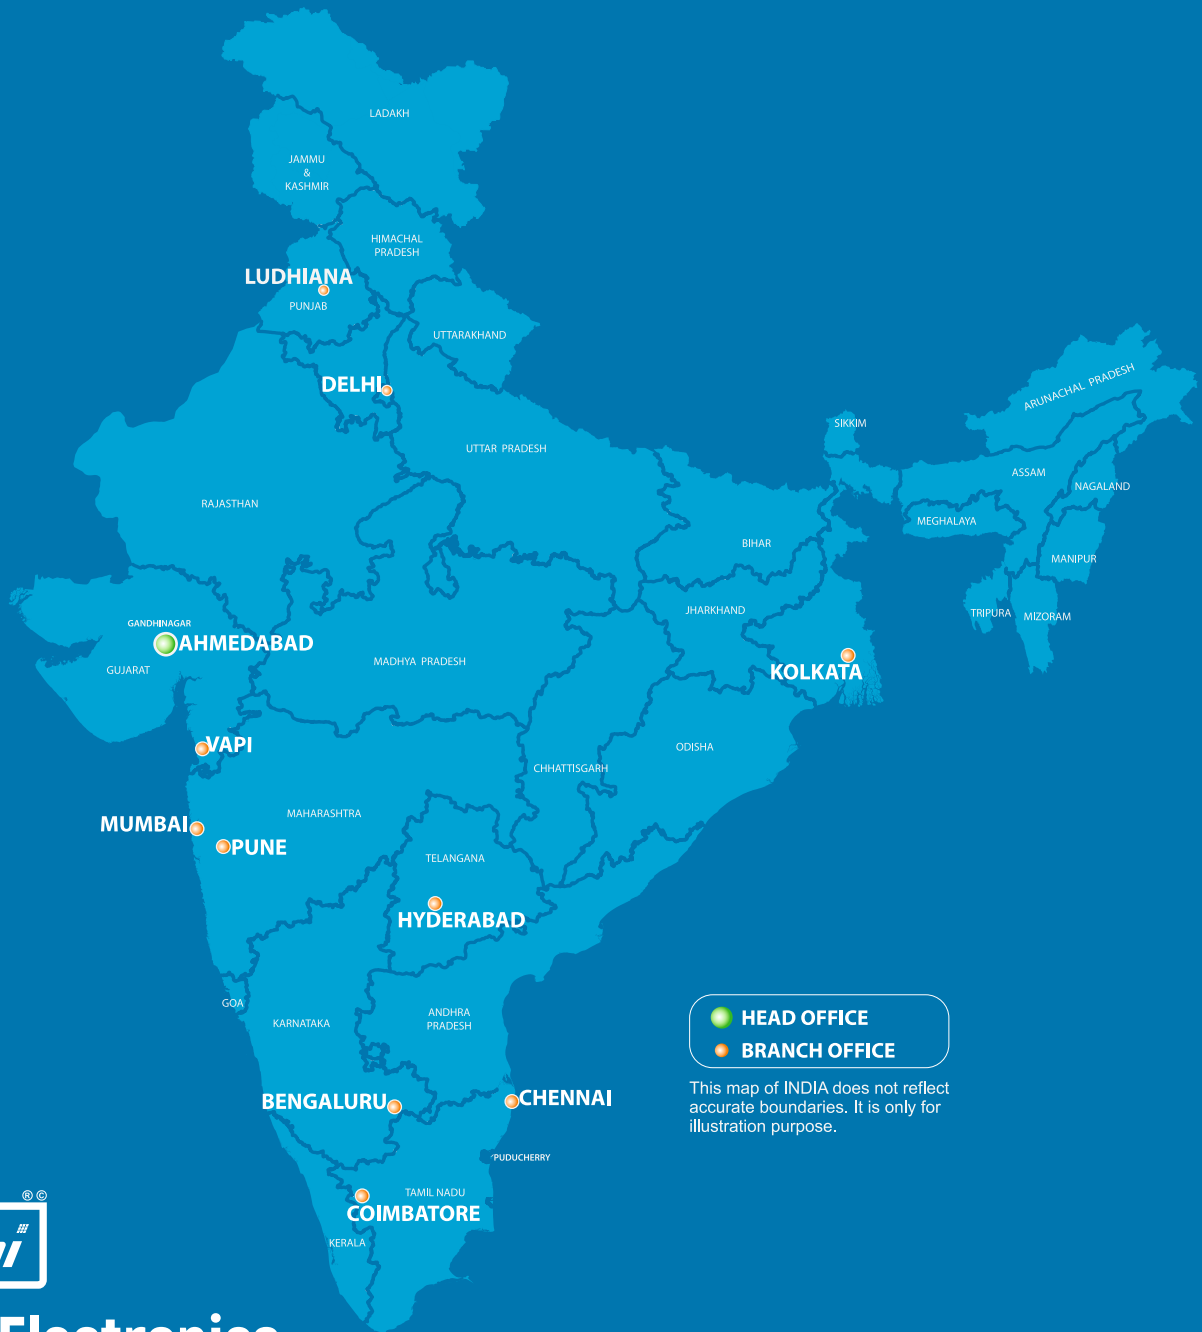 LADAKH
JAMMU
&
KASHMIR
HIMACHAL
PRADESH
LUDHIANA
PUNJAB
UTTARAKHAND
DELHI
ARUNACHAL PRADESH
SIKKIM
UTTAR PRADESH
ASSAM
NAGALAND
RAJASTHAN
MEGHALAYA
BIHAR
MANIPUR
JHARKHAND
TRIPURA
MIZORAM
GANDHINAGAR
AHMEDABAD
GUJARAT
MADHYA PRADESH
KOLKATA
VAPI
ODISHA
CHHATTISGARH
MAHARASHTRA
MUMBAI
PUNE
TELANGANA
HYDERABAD
GOA
KARNATAKA
ANDHRA
PRADESH
HEAD OFFICE
BRANCH OFFICE
This map of INDIA does not reflect
accurate boundaries. It is only for
illustration purpose.
BENGALURU
CHENNAI
PUDUCHERRY
TAMIL NADU
COIMBATORE
KERALA
® ©
Electronics